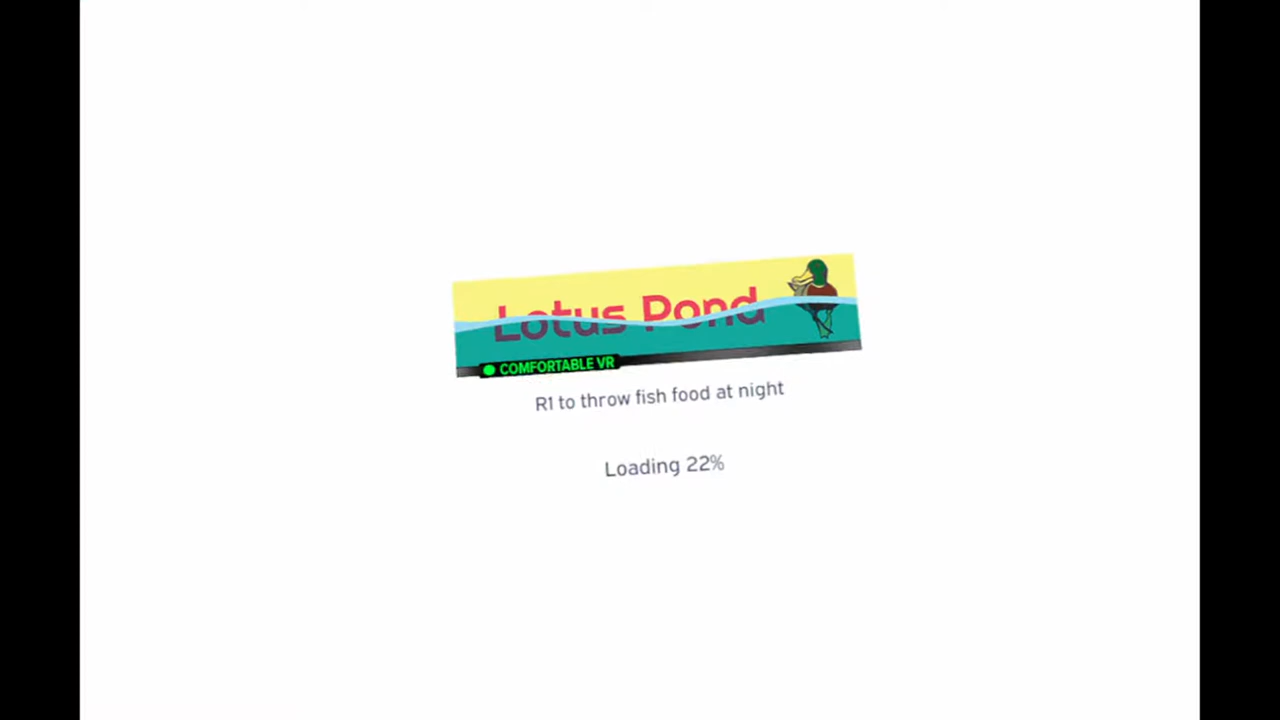 Lotus Pond
COMFORTABLE VR
R1 to throw fish food at night
Loading 22%